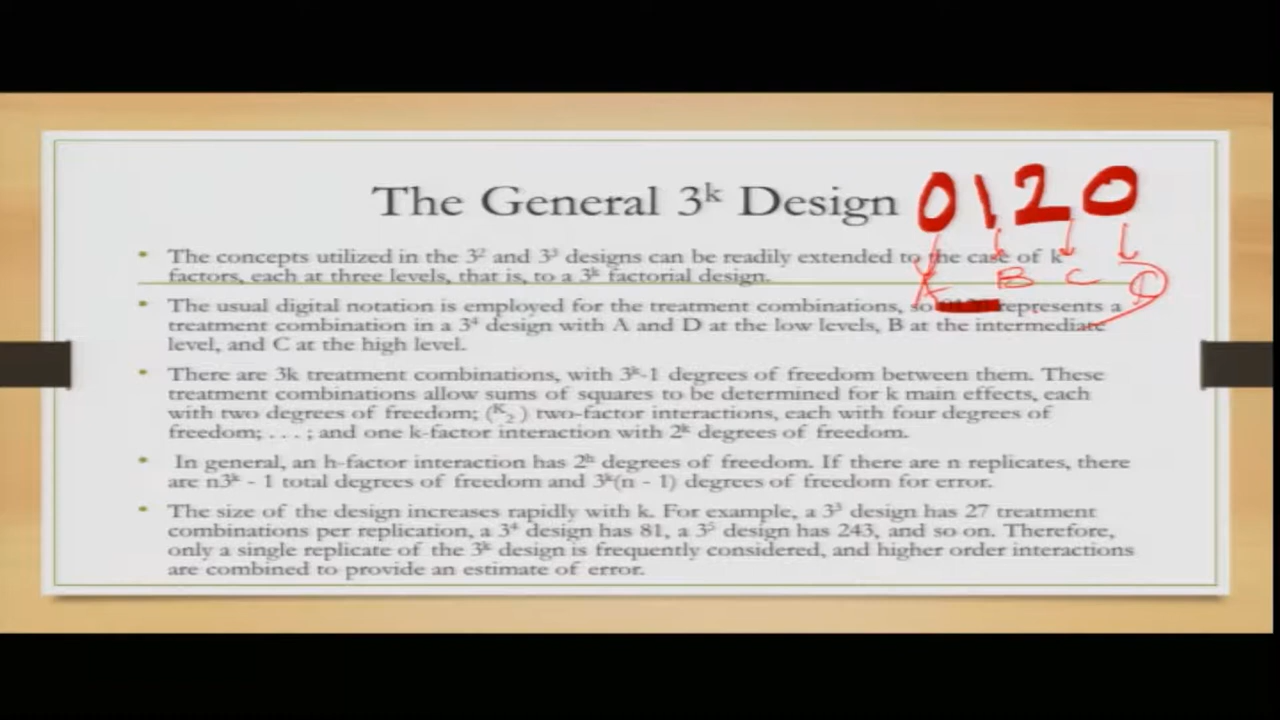 The General 3ᵏ Design 0120
• The concepts utilized in the 3² and 3³ designs can be readily extended to the case of k
factors, each at three levels, that is, to a 3ᵏ factorial design.
A B C D
• The usual digital notation is employed for the treatment combinations, so represents a
treatment combination in a 3⁴ design with A and D at the low levels, B at the intermediate
level, and C at the high level.
• There are 3k treatment combinations, with 3ᵏ-1 degrees of freedom between them. These
treatment combinations allow sums of squares to be determined for k main effects, each
with two degrees of freedom; (ᴷ₂) two-factor interactions, each with four degrees of
freedom; . . . ; and one k-factor interaction with 2ᵏ degrees of freedom.
• In general, an h-factor interaction has 2ʰ degrees of freedom. If there are n replicates, there
are n3ᵏ - 1 total degrees of freedom and 3ᵏ(n - 1) degrees of freedom for error.
• The size of the design increases rapidly with k. For example, a 3³ design has 27 treatment
combinations per replication, a 3⁴ design has 81, a 3⁵ design has 243, and so on. Therefore,
only a single replicate of the 3ᵏ design is frequently considered, and higher order interactions
are combined to provide an estimate of error.